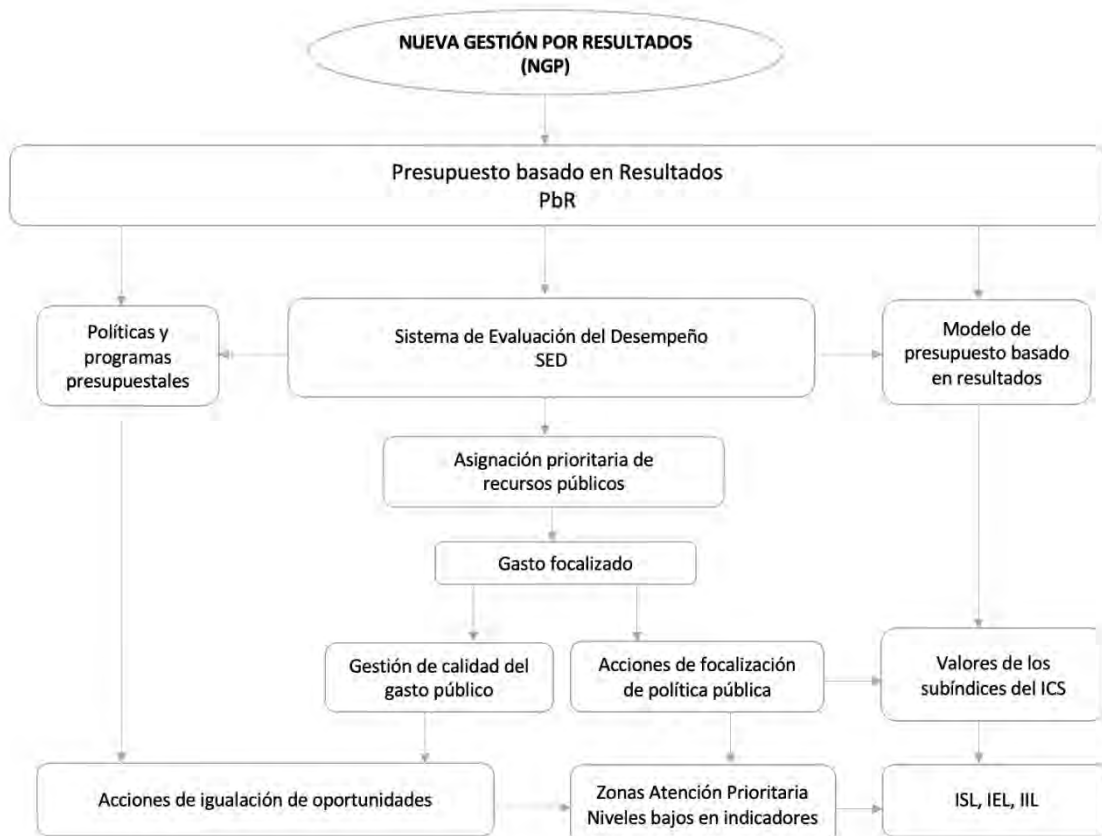 NUEVA GESTIÓN POR RESULTADOS
(NGP)
Presupuesto basado en Resultados
PbR
Políticas y
programas
presupuestales
Sistema de Evaluación del Desempeño
SED
Modelo de
presupuesto basado
en resultados
Asignación prioritaria de
recursos públicos
Gasto focalizado
Gestión de calidad del
gasto público
Acciones de focalización
de política pública
Valores de los
subíndices del ICS
Acciones de igualación de oportunidades
Zonas Atención Prioritaria
Niveles bajos en indicadores
ISL, IEL, IIL